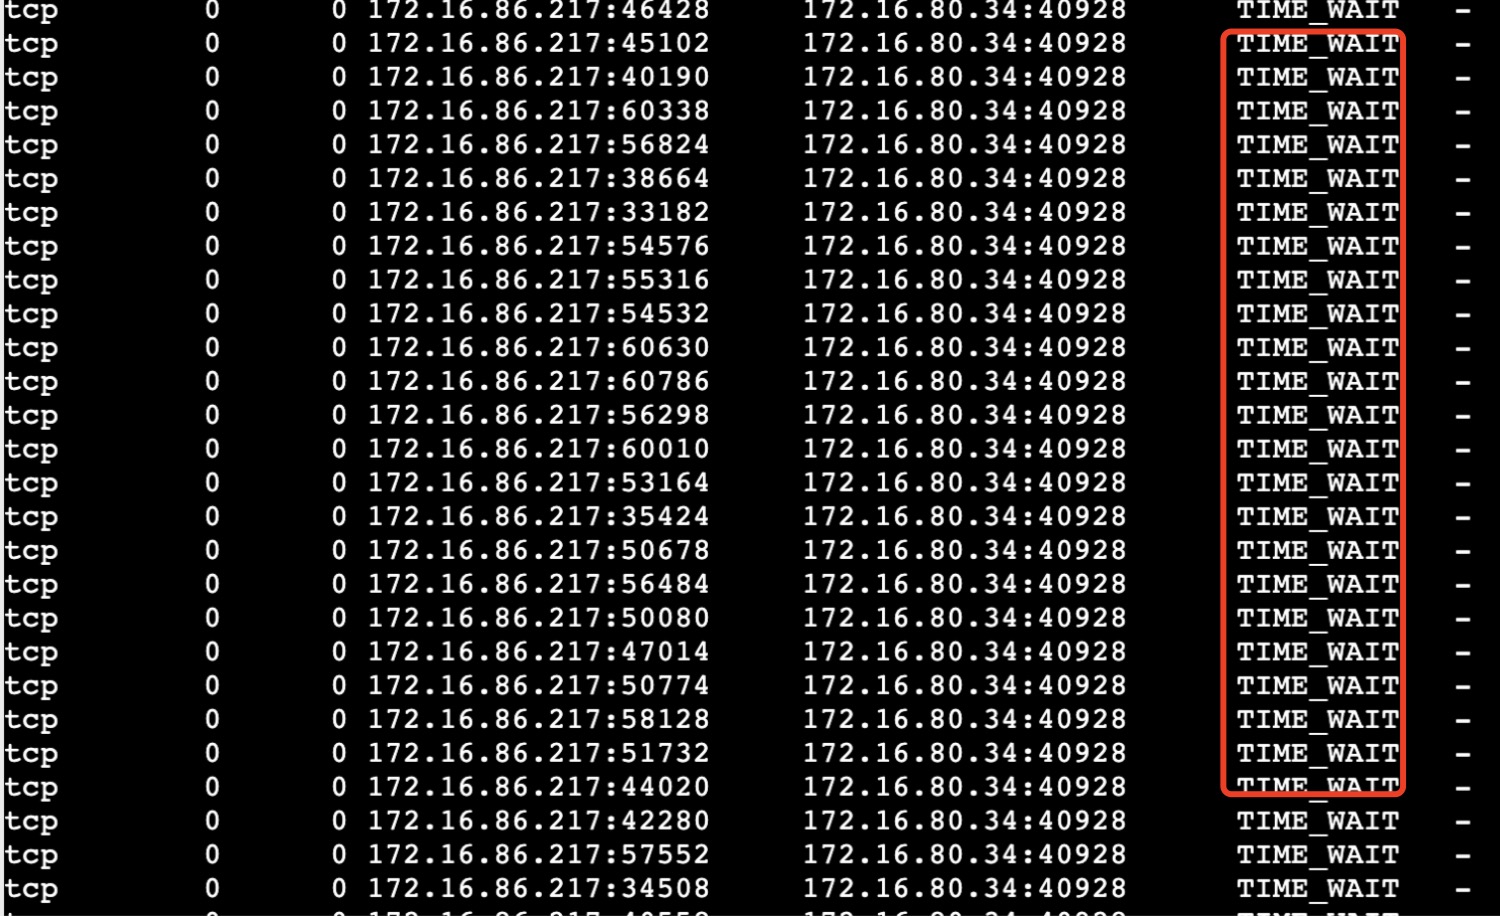 tcp 0 0 172.16.86.217:46428 172.16.80.34:40928 TIME_WAIT -
tcp 0 0 172.16.86.217:45102 172.16.80.34:40928 TIME_WAIT -
tcp 0 0 172.16.86.217:40190 172.16.80.34:40928 TIME_WAIT -
tcp 0 0 172.16.86.217:60338 172.16.80.34:40928 TIME_WAIT -
tcp 0 0 172.16.86.217:56824 172.16.80.34:40928 TIME_WAIT -
tcp 0 0 172.16.86.217:38664 172.16.80.34:40928 TIME_WAIT -
tcp 0 0 172.16.86.217:33182 172.16.80.34:40928 TIME_WAIT -
tcp 0 0 172.16.86.217:54576 172.16.80.34:40928 TIME_WAIT -
tcp 0 0 172.16.86.217:55316 172.16.80.34:40928 TIME_WAIT -
tcp 0 0 172.16.86.217:54532 172.16.80.34:40928 TIME_WAIT -
tcp 0 0 172.16.86.217:60630 172.16.80.34:40928 TIME_WAIT -
tcp 0 0 172.16.86.217:60786 172.16.80.34:40928 TIME_WAIT -
tcp 0 0 172.16.86.217:56298 172.16.80.34:40928 TIME_WAIT -
tcp 0 0 172.16.86.217:60010 172.16.80.34:40928 TIME_WAIT -
tcp 0 0 172.16.86.217:53164 172.16.80.34:40928 TIME_WAIT -
tcp 0 0 172.16.86.217:35424 172.16.80.34:40928 TIME_WAIT -
tcp 0 0 172.16.86.217:50678 172.16.80.34:40928 TIME_WAIT -
tcp 0 0 172.16.86.217:56484 172.16.80.34:40928 TIME_WAIT -
tcp 0 0 172.16.86.217:50080 172.16.80.34:40928 TIME_WAIT -
tcp 0 0 172.16.86.217:47014 172.16.80.34:40928 TIME_WAIT -
tcp 0 0 172.16.86.217:50774 172.16.80.34:40928 TIME_WAIT -
tcp 0 0 172.16.86.217:58128 172.16.80.34:40928 TIME_WAIT -
tcp 0 0 172.16.86.217:51732 172.16.80.34:40928 TIME_WAIT -
tcp 0 0 172.16.86.217:44020 172.16.80.34:40928 TIME_WAIT -
tcp 0 0 172.16.86.217:42280 172.16.80.34:40928 TIME_WAIT -
tcp 0 0 172.16.86.217:57552 172.16.80.34:40928 TIME_WAIT -
tcp 0 0 172.16.86.217:34508 172.16.80.34:40928 TIME_WAIT -